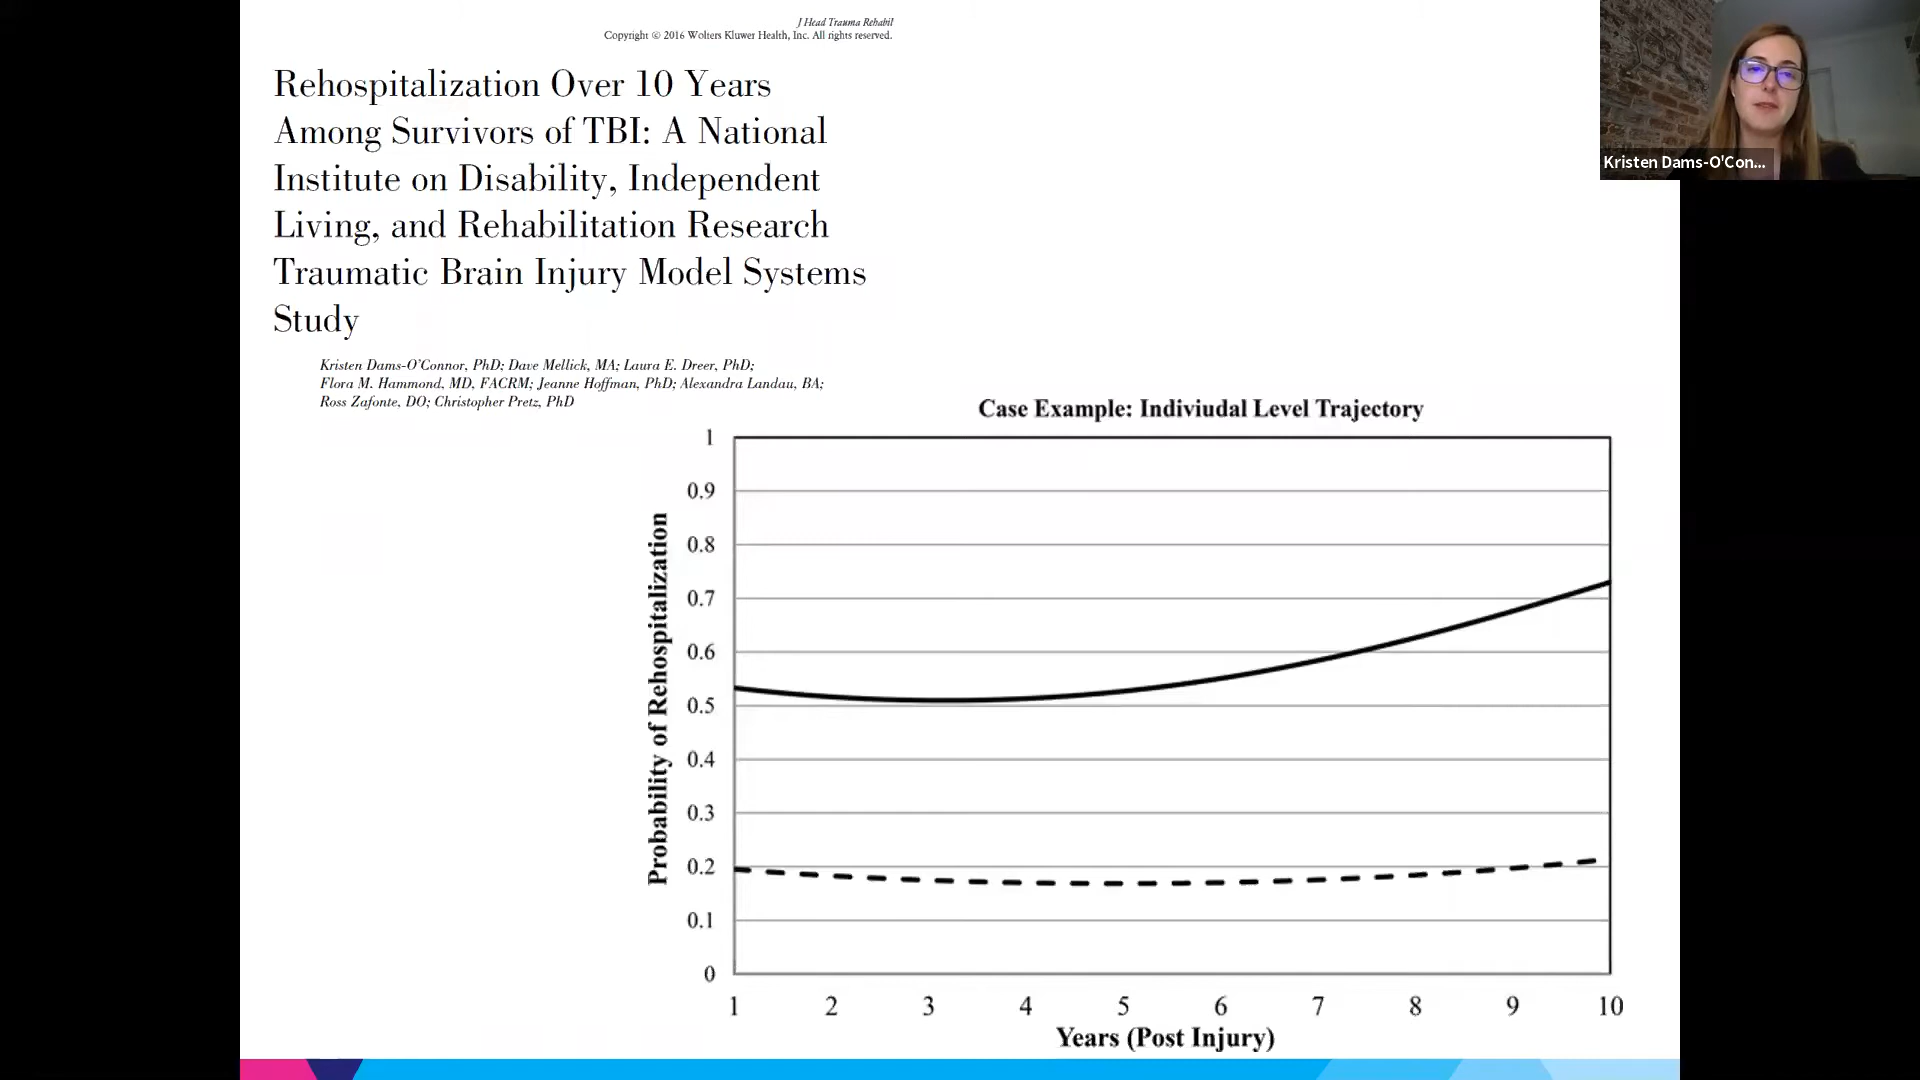 J Head Trauma Rehabil
Copyright © 2016 Wolters Kluwer Health, Inc. All rights reserved.
Rehospitalization Over 10 Years
Among Survivors of TBI: A National
Institute on Disability, Independent
Living, and Rehabilitation Research
Traumatic Brain Injury Model Systems
Study
Kristen Dams-O'Connor, PhD; Dave Mellick, MA; Laura E. Dreer, PhD;
Flora M. Hammond, MD, FACRM; Jeanne Hoffman, PhD; Alexandra Landau, BA;
Ross Zafonte, DO; Christopher Pretz, PhD
Kristen Dams-O'Con...
Case Example: Indiviudal Level Trajectory
Probability of Rehospitalization
1
0.9
0.8
0.7
0.6
0.5
0.4
0.3
0.2
0.1
0
1 2 3 4 5 6 7 8 9 10
Years (Post Injury)